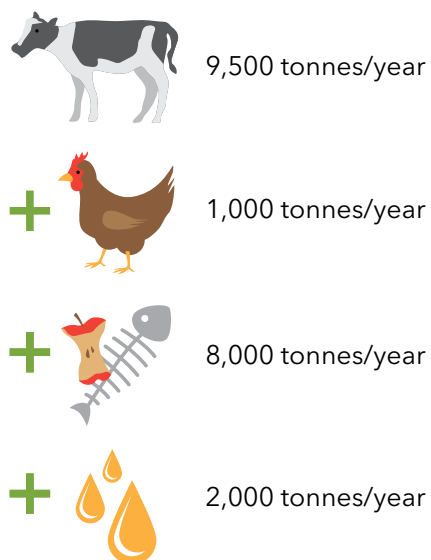 9,500 tonnes/year
+ 1,000 tonnes/year
+ 8,000 tonnes/year
+ 2,000 tonnes/year